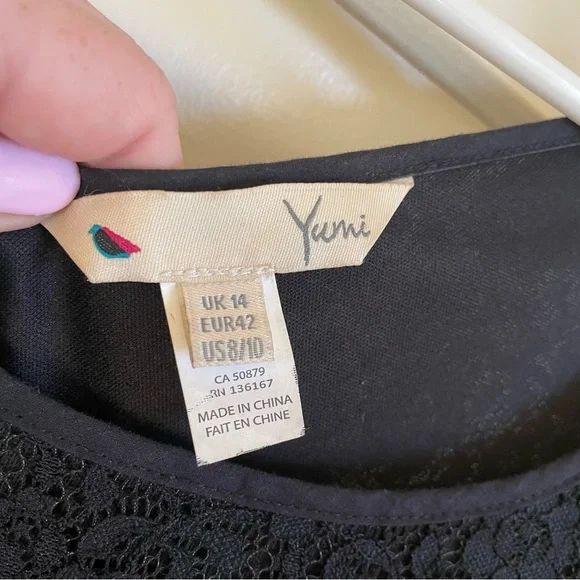 Yumi
UK 14
EUR42
US8/10
CA 50879
RN 136167
MADE IN CHINA
FAIT EN CHINE